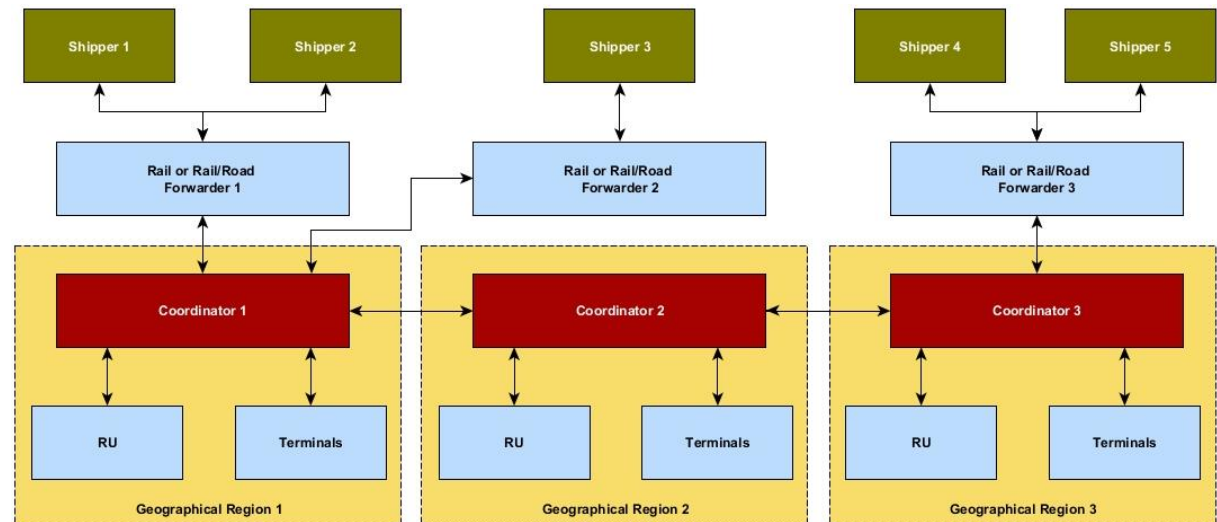 Shipper 1
Shipper 2
Shipper 3
Shipper 4
Shipper 5
Rail or Rail/Road
Forwarder 1
Rail or Rail/Road
Forwarder 2
Rail or Rail/Road
Forwarder 3
Coordinator 1
Coordinator 2
Coordinator 3
RU
Terminals
RU
Terminals
RU
Terminals
Geographical Region 1
Geographical Region 2
Geographical Region 3